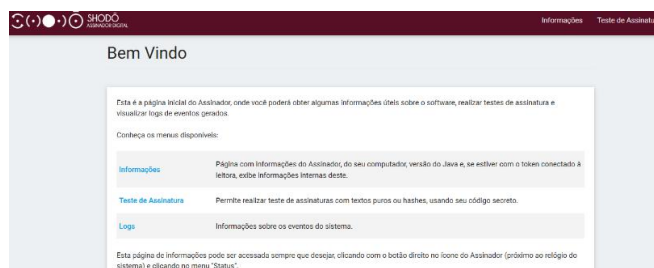 SHODŌ
ASSINADOR DIGITAL
Informações Teste de Assinatu
Bem Vindo
Esta é a página inicial do Assinador, onde você poderá obter algumas informações úteis sobre o software, realizar testes de assinatura e
visualizar logs de eventos gerados.
Conheça os menus disponíveis:
Informações Página com informações do Assinador, do seu computador, versão do Java e, se estiver com o token conectado à
leitora, exibe informações internas deste.
Teste de Assinatura Permite realizar teste de assinaturas com textos puros ou hashes, usando seu código secreto.
Logs Informações sobre os eventos do sistema.
Esta página de informações pode ser acessada sempre que desejar, clicando com o botão direito no ícone do Assinador (próximo ao relógio do
sistema) e clicando no menu "Status".